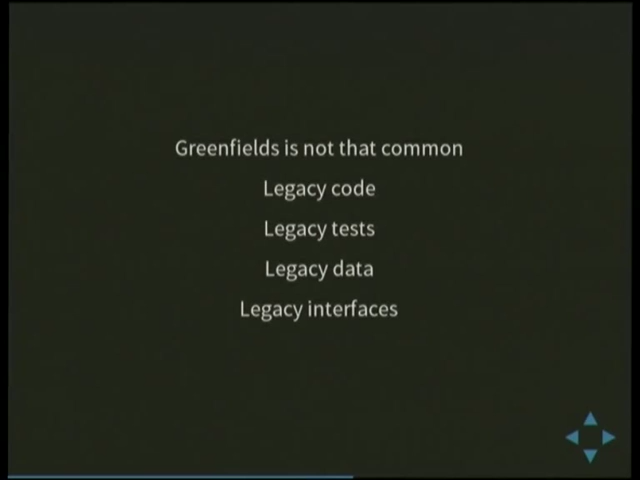 Greenfields is not that common
Legacy code
Legacy tests
Legacy data
Legacy interfaces